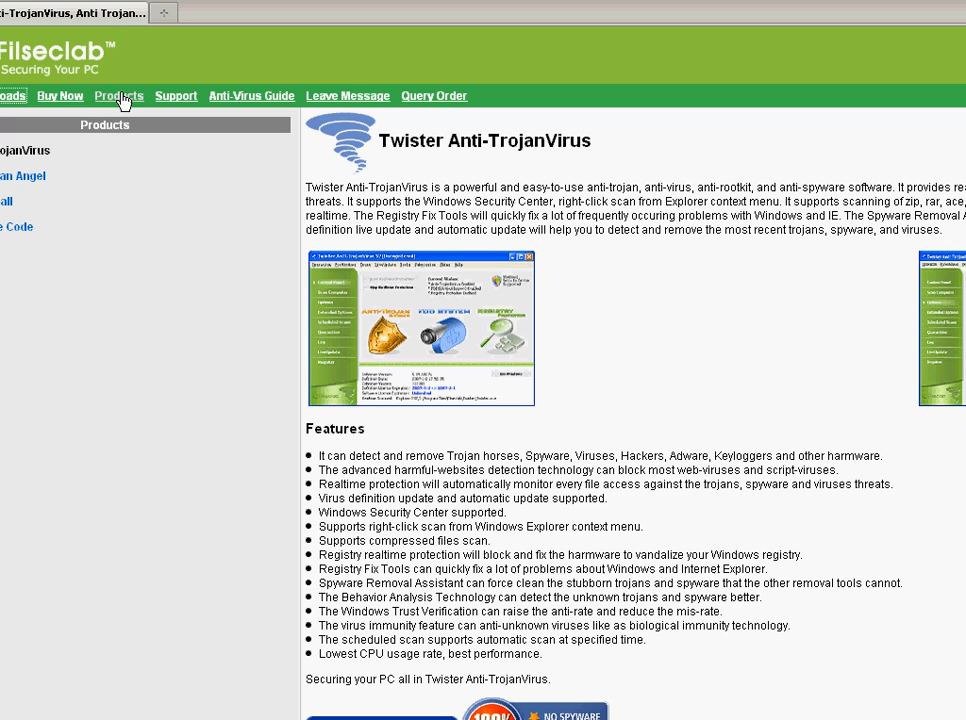 i-TrojanVirus, Anti Trojan...
Filseclab™
Securing Your PC
oads Buy Now Products Support Anti-Virus Guide Leave Message Query Order
Products
ojanVirus
an Angel
all
e Code
Twister Anti-TrojanVirus
Twister Anti-TrojanVirus is a powerful and easy-to-use anti-trojan, anti-virus, anti-rootkit, and anti-spyware software. It provides rea
threats. It supports the Windows Security Center, right-click scan from Explorer context menu. It supports scanning of zip, rar, ace,
realtime. The Registry Fix Tools will quickly fix a lot of frequently occuring problems with Windows and IE. The Spyware Removal A
definition live update and automatic update will help you to detect and remove the most recent trojans, spyware, and viruses.
ANTI-TROJAN
FDD SYSTEM
REGISTRY
Features
It can detect and remove Trojan horses, Spyware, Viruses, Hackers, Adware, Keyloggers and other harmware.
The advanced harmful-websites detection technology can block most web-viruses and script-viruses.
Realtime protection will automatically monitor every file access against the trojans, spyware and viruses threats.
Virus definition update and automatic update supported.
Windows Security Center supported.
Supports right-click scan from Windows Explorer context menu.
Supports compressed files scan.
Registry realtime protection will block and fix the harmware to vandalize your Windows registry.
Registry Fix Tools can quickly fix a lot of problems about Windows and Internet Explorer.
Spyware Removal Assistant can force clean the stubborn trojans and spyware that the other removal tools cannot.
The Behavior Analysis Technology can detect the unknown trojans and spyware better.
The Windows Trust Verification can raise the anti-rate and reduce the mis-rate.
The virus immunity feature can anti-unknown viruses like as biological immunity technology.
The scheduled scan supports automatic scan at specified time.
Lowest CPU usage rate, best performance.
Securing your PC all in Twister Anti-TrojanVirus.
100%
NO SPYWARE